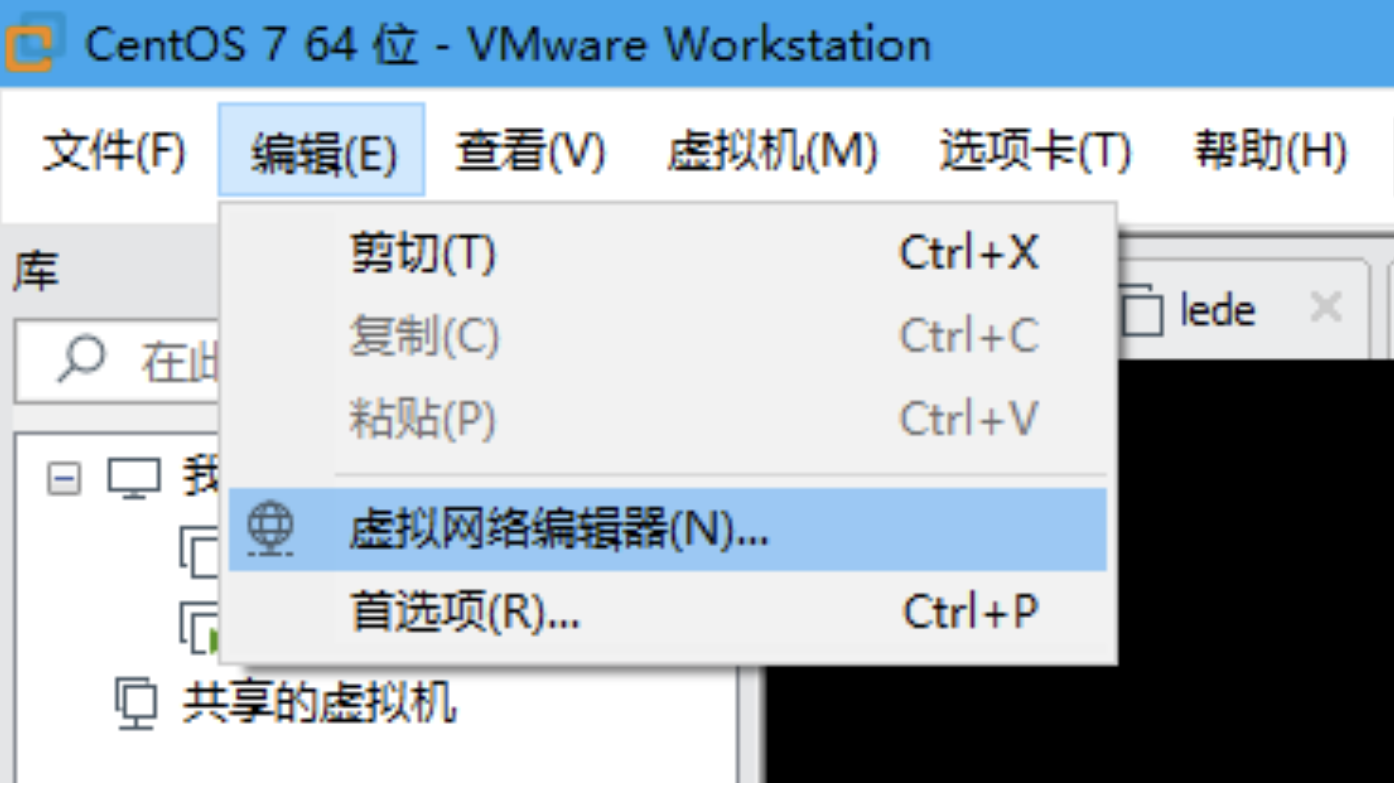 CentOS 7 64 位 - VMware Workstation
文件(F) 编辑(E) 查看(V) 虚拟机(M) 选项卡(T) 帮助(H)
库
剪切(T) Ctrl+X
lede
复制(C) Ctrl+C
在此
粘贴(P) Ctrl+V
我
虚拟网络编辑器(N)...
首选项(R)... Ctrl+P
共享的虚拟机